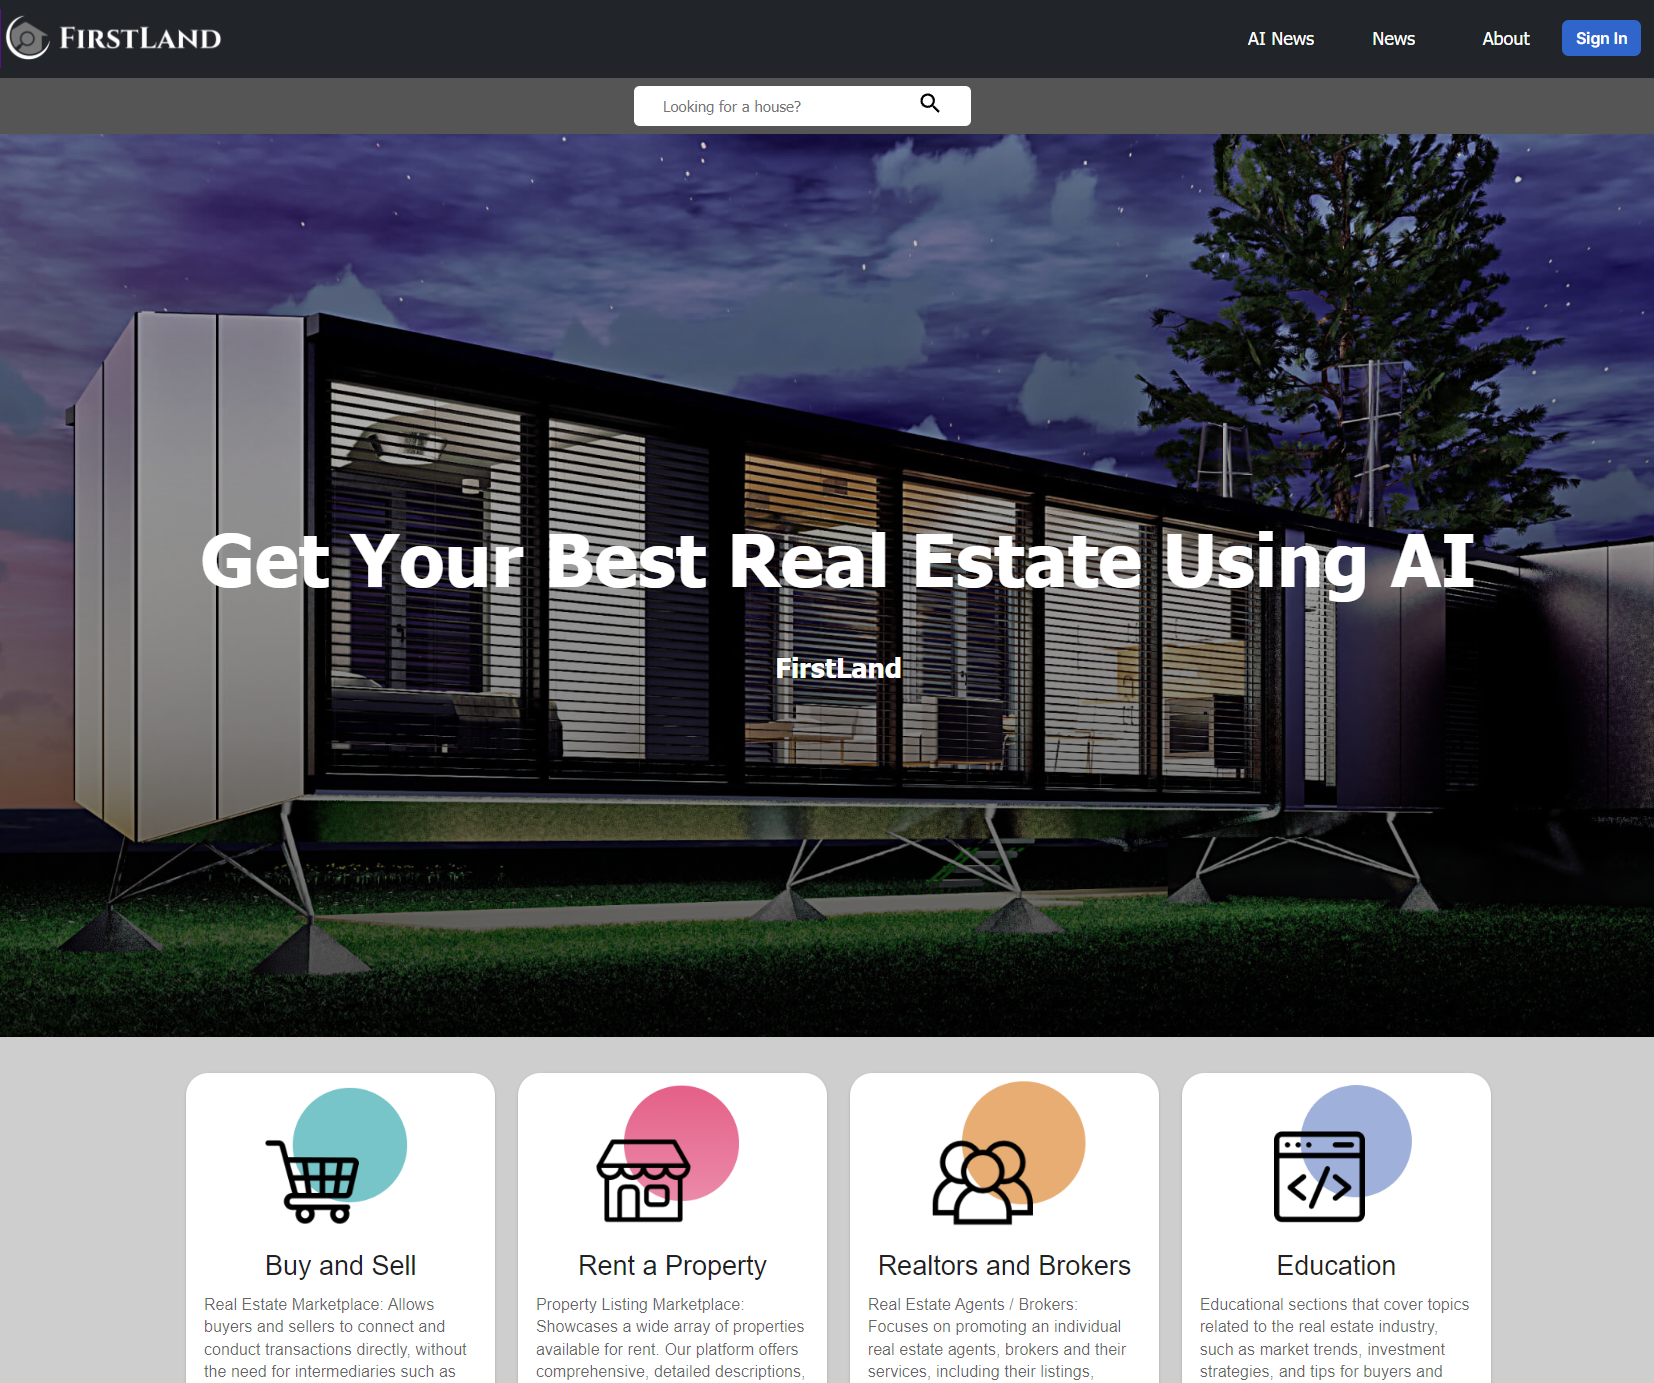 FirstLand
AI News
News
About
Sign In
Looking for a house?
Get Your Best Real Estate Using AI
FirstLand
Buy and Sell
Real Estate Marketplace: Allows
buyers and sellers to connect and
conduct transactions directly, without
the need for intermediaries such as
Rent a Property
Property Listing Marketplace:
Showcases a wide array of properties
available for rent. Our platform offers
comprehensive, detailed descriptions,
Realtors and Brokers
Real Estate Agents / Brokers:
Focuses on promoting an individual
real estate agents, brokers and their
services, including their listings,
Education
Educational sections that cover topics
related to the real estate industry,
such as market trends, investment
strategies, and tips for buyers and